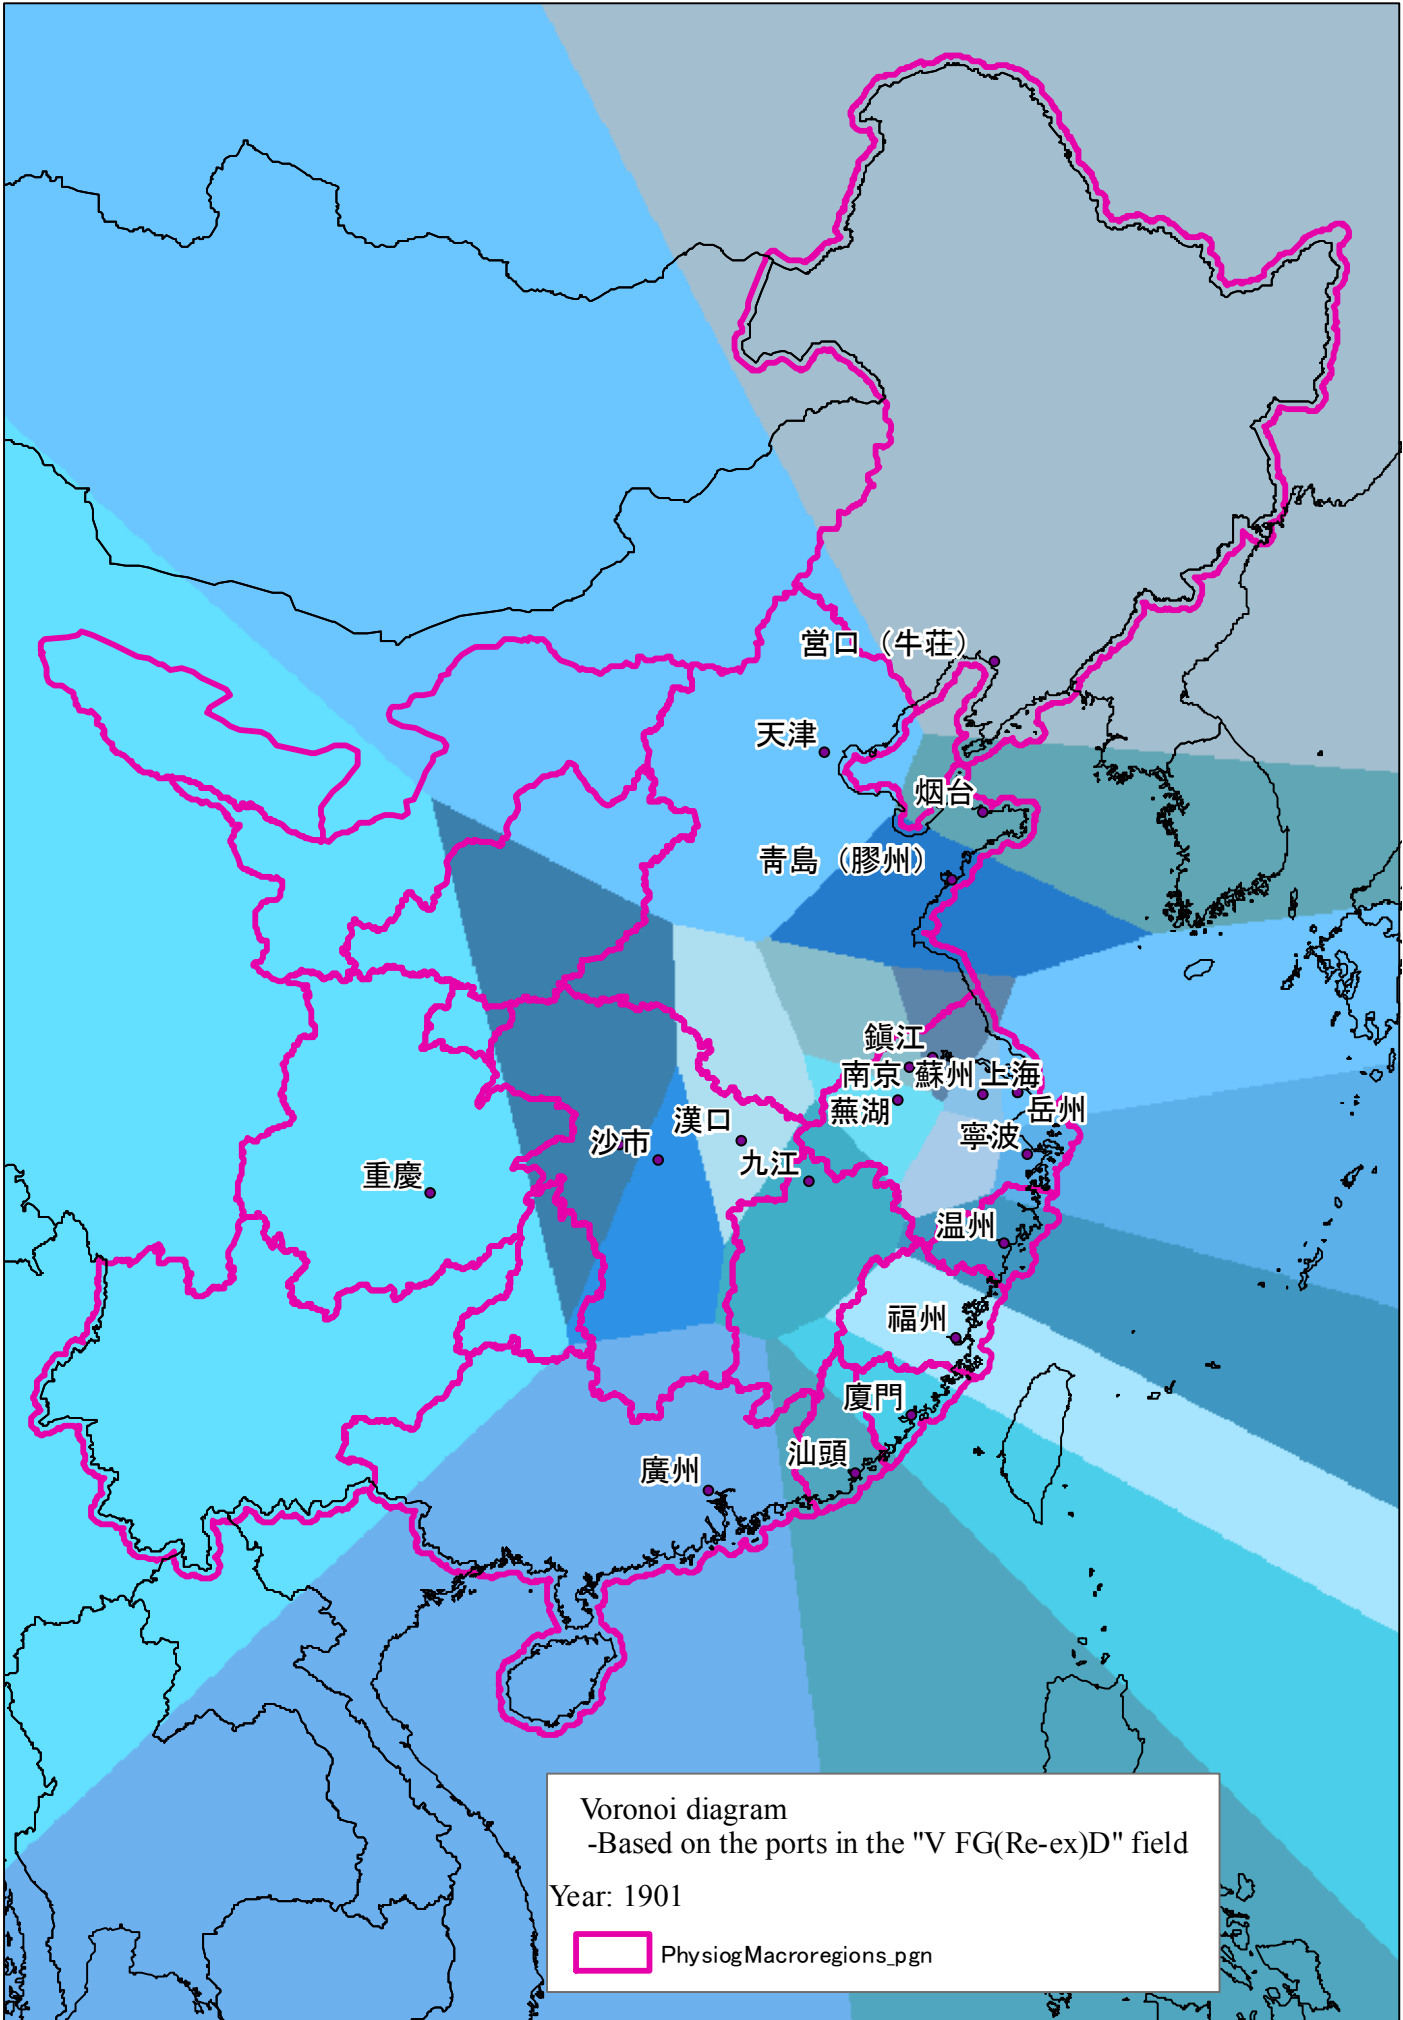 営口（牛荘）
天津
烟台
青島（膠州）
鎮江
南京
蘇州
上海
蕪湖
岳州
漢口
寧波
沙市
九江
重慶
温州
福州
廈門
汕頭
廣州
Voronoi diagram
-Based on the ports in the "V FG(Re-ex)D" field
Year: 1901
PhysiogMacroregions_pgn